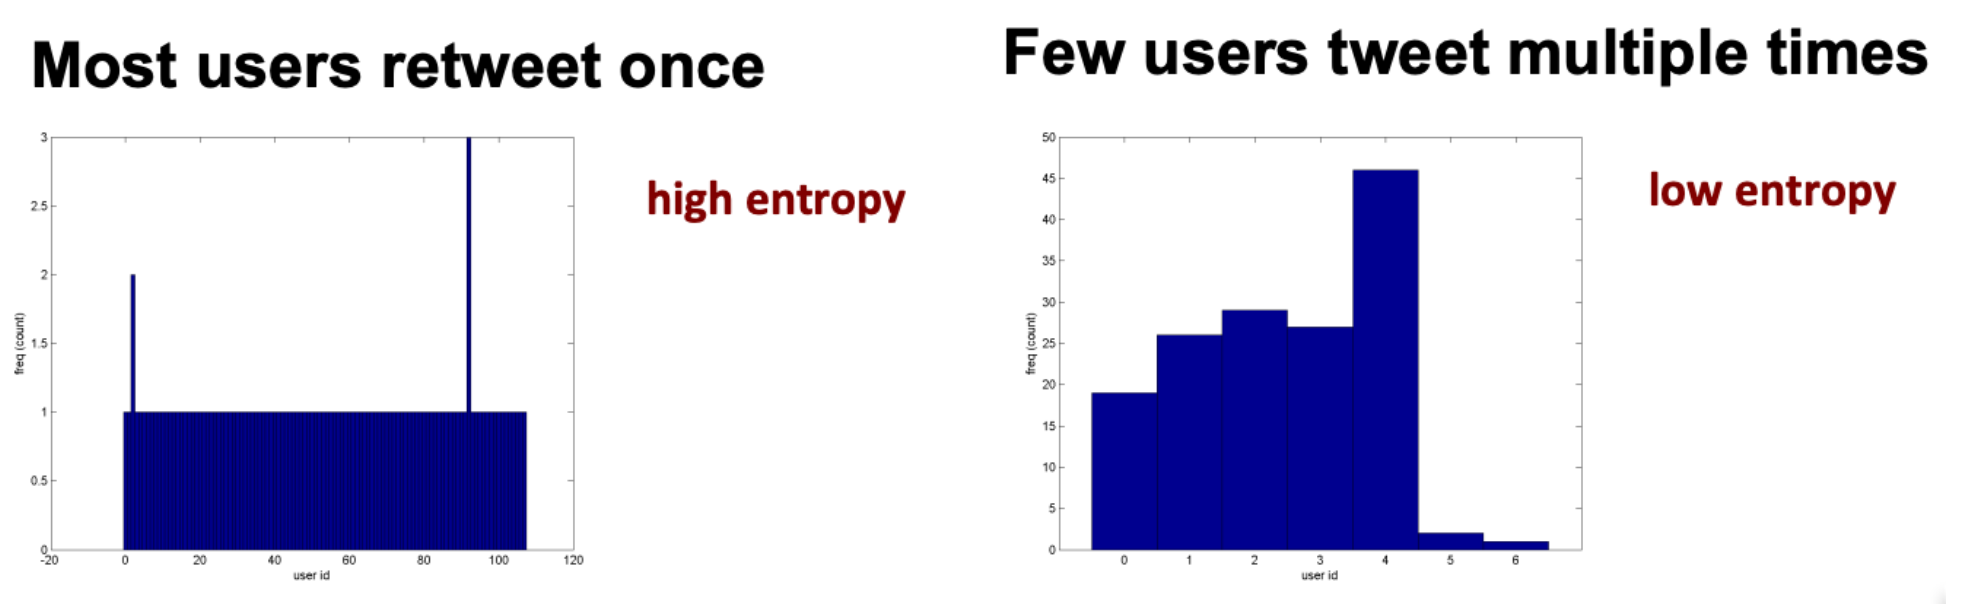 Most users retweet once
high entropy
3
2.5
2
1.5
1
0.5
0
freq (count)
-20 0 20 40 60 80 100 120
user id
Few users tweet multiple times
low entropy
50
45
40
35
30
25
20
15
10
5
0
freq (count)
0 1 2 3 4 5 6
user id